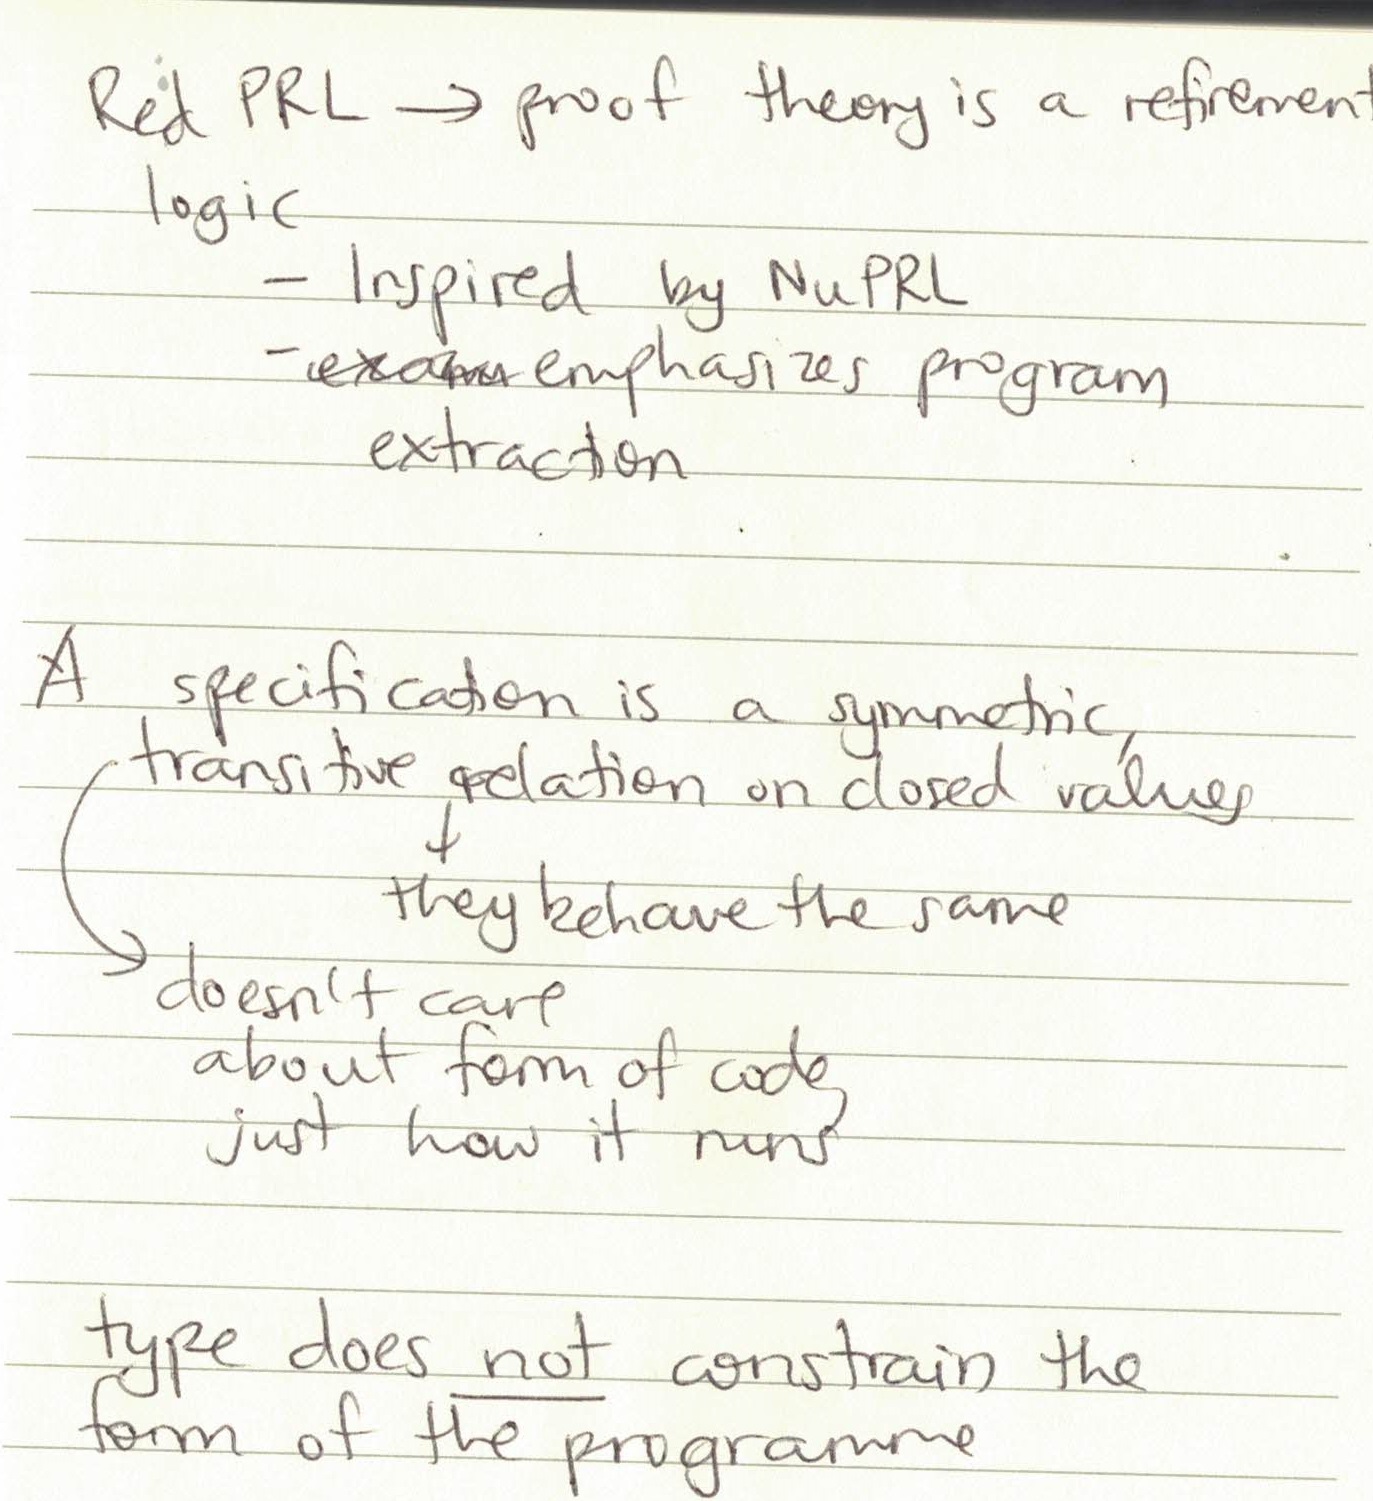 Red PRL → proof theory is a refirement
logic
- Inspired by NuPRL
- emphasizes program
extraction
A specification is a symmetric,
transitive relation on closed values
↓
they behave the same
doesn't care
about form of code,
just how it runs
type does not constrain the
form of the programme